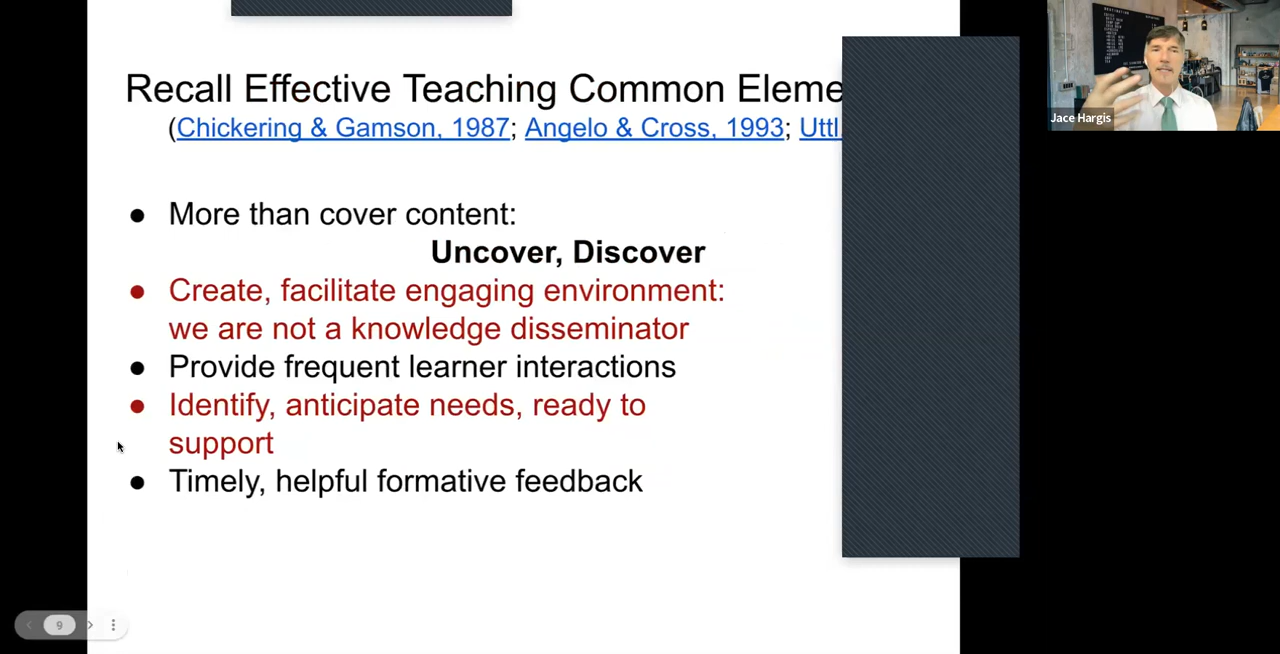 Recall Effective Teaching Common Eleme
(Chickering & Gamson, 1987; Angelo & Cross, 1993; Uttl
● More than cover content:
Uncover, Discover
● Create, facilitate engaging environment:
we are not a knowledge disseminator
● Provide frequent learner interactions
● Identify, anticipate needs, ready to
support
● Timely, helpful formative feedback
9
Jace Hargis